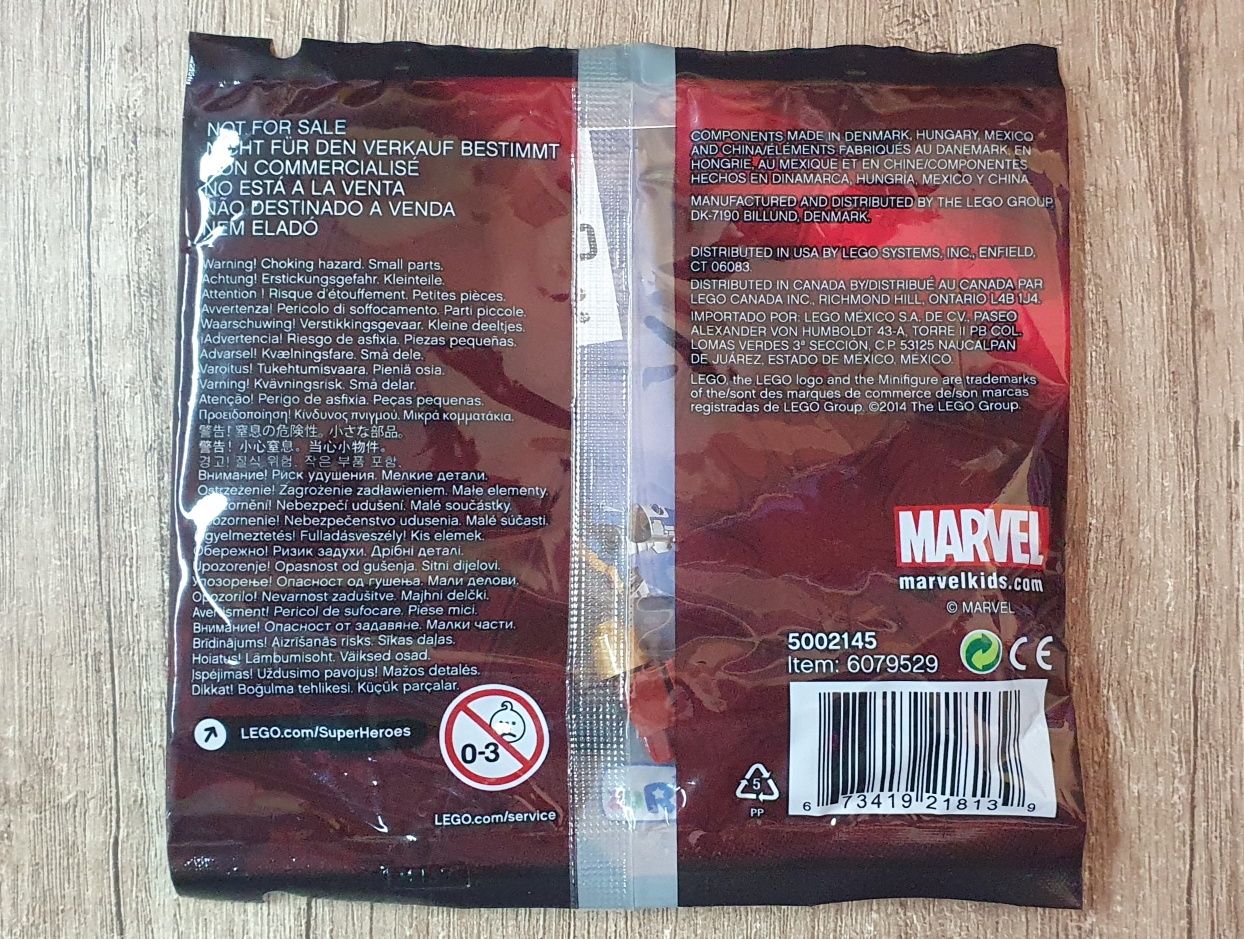 NOT FOR SALE
NICHT FÜR DEN VERKAUF BESTIMMT
NON COMMERCIALISÉ
NO ESTÁ A LA VENTA
NÃO DESTINADO A VENDA
NEM ELADÓ
Warning! Choking hazard. Small parts.
Achtung! Erstickungsgefahr. Kleinteile.
Attention ! Risque d'étouffement. Petites pièces.
Avvertenza! Pericolo di soffocamento. Parti piccole.
Waarschuwing! Verstikkingsgevaar. Kleine deeltjes.
¡Advertencia! Riesgo de asfixia. Piezas pequeñas.
Advarsel! Kvælningsfare. Små dele.
Varoitus! Tukehtumisvaara. Pieniä osia.
Varning! Kvävningsrisk. Små delar.
Atenção! Perigo de asfixia. Peças pequenas.
Προειδοποίηση! Κίνδυνος πνιγμού. Μικρά κομματάκια.
警告! 窒息の危険性。小さな部品。
警告! 小心窒息。当心小物件。
경고! 질식 위험. 작은 부품 포함.
Внимание! Риск удушения. Мелкие детали.
Ostrzeżenie! Zagrożenie zadławieniem. Małe elementy.
Upozornění! Nebezpečí udušení. Malé součástky.
Upozornenie! Nebezpečenstvo udusenia. Malé súčasti.
Figyelmeztetés! Fulladásveszély! Kis elemek.
Обережно! Ризик задухи. Дрібні деталі.
Upozorenje! Opasnost od gušenja. Sitni dijelovi.
Упозорење! Опасност од гушења. Мали делови.
Opozorilo! Nevarnost zadušitve. Majhni delčki.
Avertisment! Pericol de sufocare. Piese mici.
Внимание! Опасност от задавяне. Малки части.
Brīdinājums! Aizrīšanās risks. Sīkas daļas.
Hoiatus! Lämbumisoht. Väiksed osad.
Įspėjimas! Uždusimo pavojus! Mažos detalės.
Dikkat! Boğulma tehlikesi. Küçük parçalar.
LEGO.com/SuperHeroes
0-3
LEGO.com/service
COMPONENTS MADE IN DENMARK, HUNGARY, MEXICO
AND CHINA/ÉLÉMENTS FABRIQUÉS AU DANEMARK, EN
HONGRIE, AU MEXIQUE ET EN CHINE/COMPONENTES
HECHOS EN DINAMARCA, HUNGRIA, MEXICO Y CHINA
MANUFACTURED AND DISTRIBUTED BY THE LEGO GROUP,
DK-7190 BILLUND, DENMARK.
DISTRIBUTED IN USA BY LEGO SYSTEMS, INC., ENFIELD,
CT 06083.
DISTRIBUTED IN CANADA BY/DISTRIBUÉ AU CANADA PAR
LEGO CANADA INC., RICHMOND HILL, ONTARIO L4B 1J4.
IMPORTADO POR: LEGO MÉXICO S.A. DE C.V., PASEO
ALEXANDER VON HUMBOLDT 43-A, TORRE II PB COL.
LOMAS VERDES 3ª SECCIÓN, C.P. 53125 NAUCALPAN
DE JUÁREZ, ESTADO DE MÉXICO, MÉXICO.
LEGO, the LEGO logo and the Minifigure are trademarks
of the/sont des marques de commerce de/son marcas
registradas de LEGO Group. ©2014 The LEGO Group.
MARVEL
marvelkids.com
© MARVEL
5002145
Item: 6079529
CE
5
PP
6 73419 21813 9